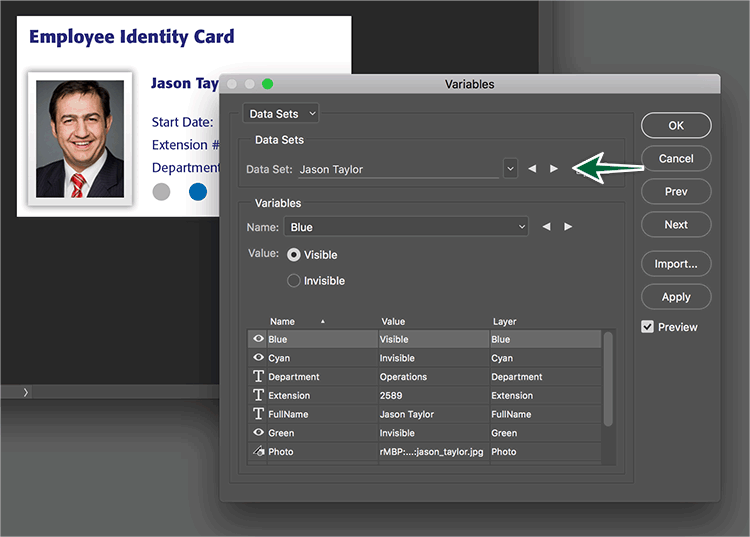 Employee Identity Card
Jason Tay
Start Date:
Extension #
Department
Variables
Data Sets
Data Sets
Data Set: Jason Taylor
Variables
Name: Blue
Value: Visible
Invisible
Name Value Layer
Blue Visible Blue
Cyan Invisible Cyan
T Department Operations Department
T Extension 2589 Extension
T FullName Jason Taylor FullName
Green Invisible Green
Photo rMBP:...:jason_taylor.jpg Photo
OK
Cancel
Prev
Next
Import...
Apply
Preview